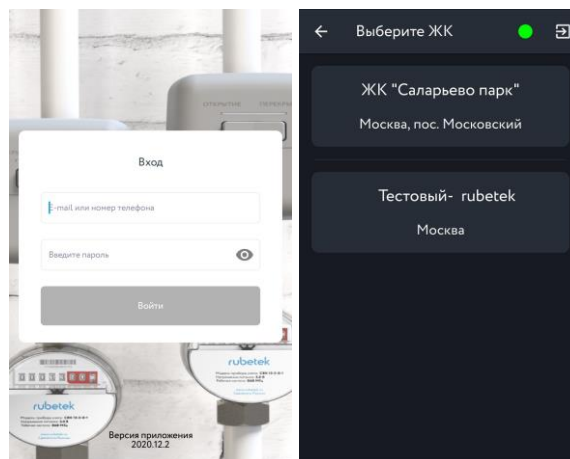 ОТКРЫТИЕ
Вход
E-mail или номер телефона
Введите пароль
Войти
rubetek
rubetek
Версия приложения
2020.12.2
Выберите ЖК
ЖК "Саларьево парк"
Москва, пос. Московский
Тестовый- rubetek
Москва